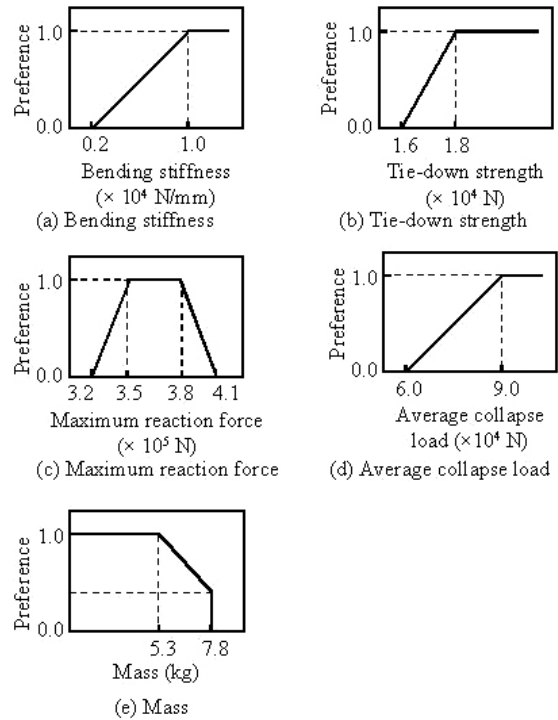 Preference
1.0
0.0
0.2 1.0
Bending stiffness
(× 10⁴ N/mm)
(a) Bending stiffness
Preference
1.0
0.0
1.6 1.8
Tie-down strength
(× 10⁴ N)
(b) Tie-down strength
Preference
1.0
0.0
3.2 3.5 3.8 4.1
Maximum reaction force
(× 10⁵ N)
(c) Maximum reaction force
Preference
1.0
0.0
6.0 9.0
Average collapse
load (×10⁴ N)
(d) Average collapse load
Preference
1.0
0.0
5.3 7.8
Mass (kg)
(e) Mass